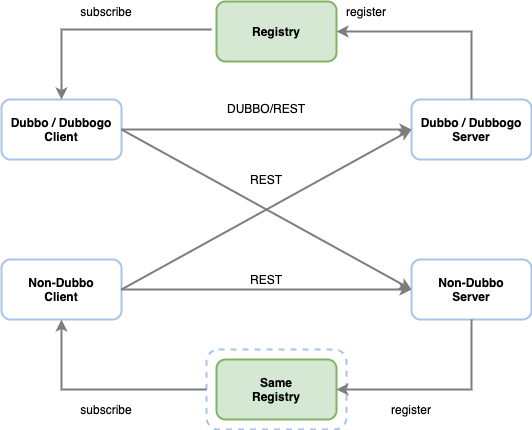 subscribe
Registry
register
Dubbo / Dubbogo
Client
DUBBO/REST
Dubbo / Dubbogo
Server
REST
Non-Dubbo
Client
REST
Non-Dubbo
Server
Same
Registry
subscribe
register